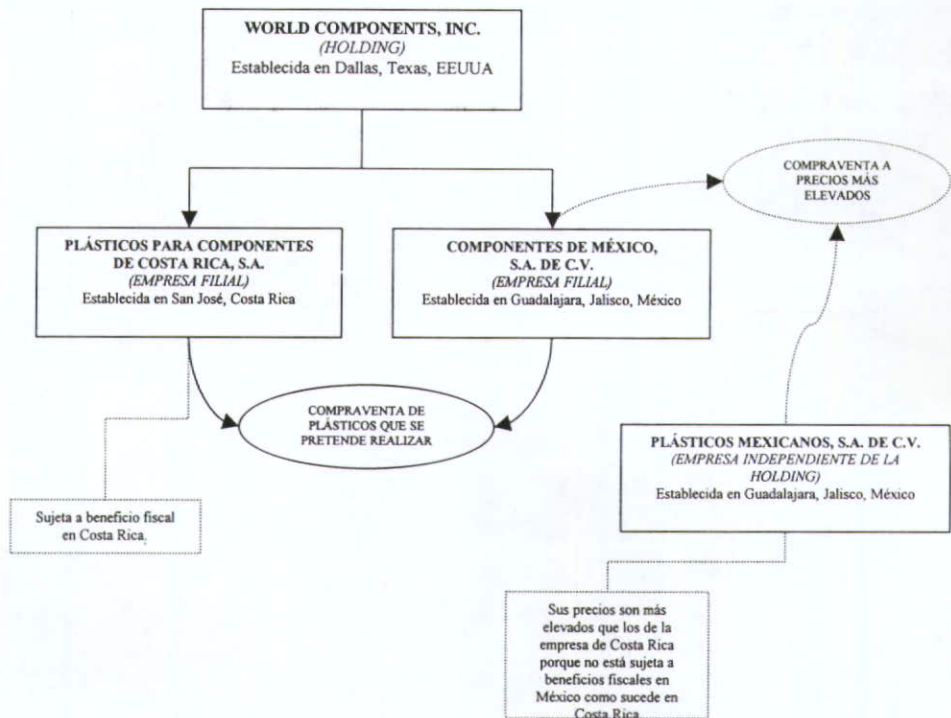 WORLD COMPONENTS, INC.
(HOLDING)
Establecida en Dallas, Texas, EEUUA
COMPRAVENTA A
PRECIOS MÁS
ELEVADOS
PLÁSTICOS PARA COMPONENTES
DE COSTA RICA, S.A.
(EMPRESA FILIAL)
Establecida en San José, Costa Rica
COMPONENTES DE MÉXICO,
S.A. DE C.V.
(EMPRESA FILIAL)
Establecida en Guadalajara, Jalisco, México
COMPRAVENTA DE
PLÁSTICOS QUE SE
PRETENDE REALIZAR
PLÁSTICOS MEXICANOS, S.A. DE C.V.
(EMPRESA INDEPENDIENTE DE LA
HOLDING)
Establecida en Guadalajara, Jalisco, México
Sujeta a beneficio fiscal
en Costa Rica.
Sus precios son más
elevados que los de la
empresa de Costa Rica
porque no está sujeta a
beneficios fiscales en
México como sucede en
Costa Rica